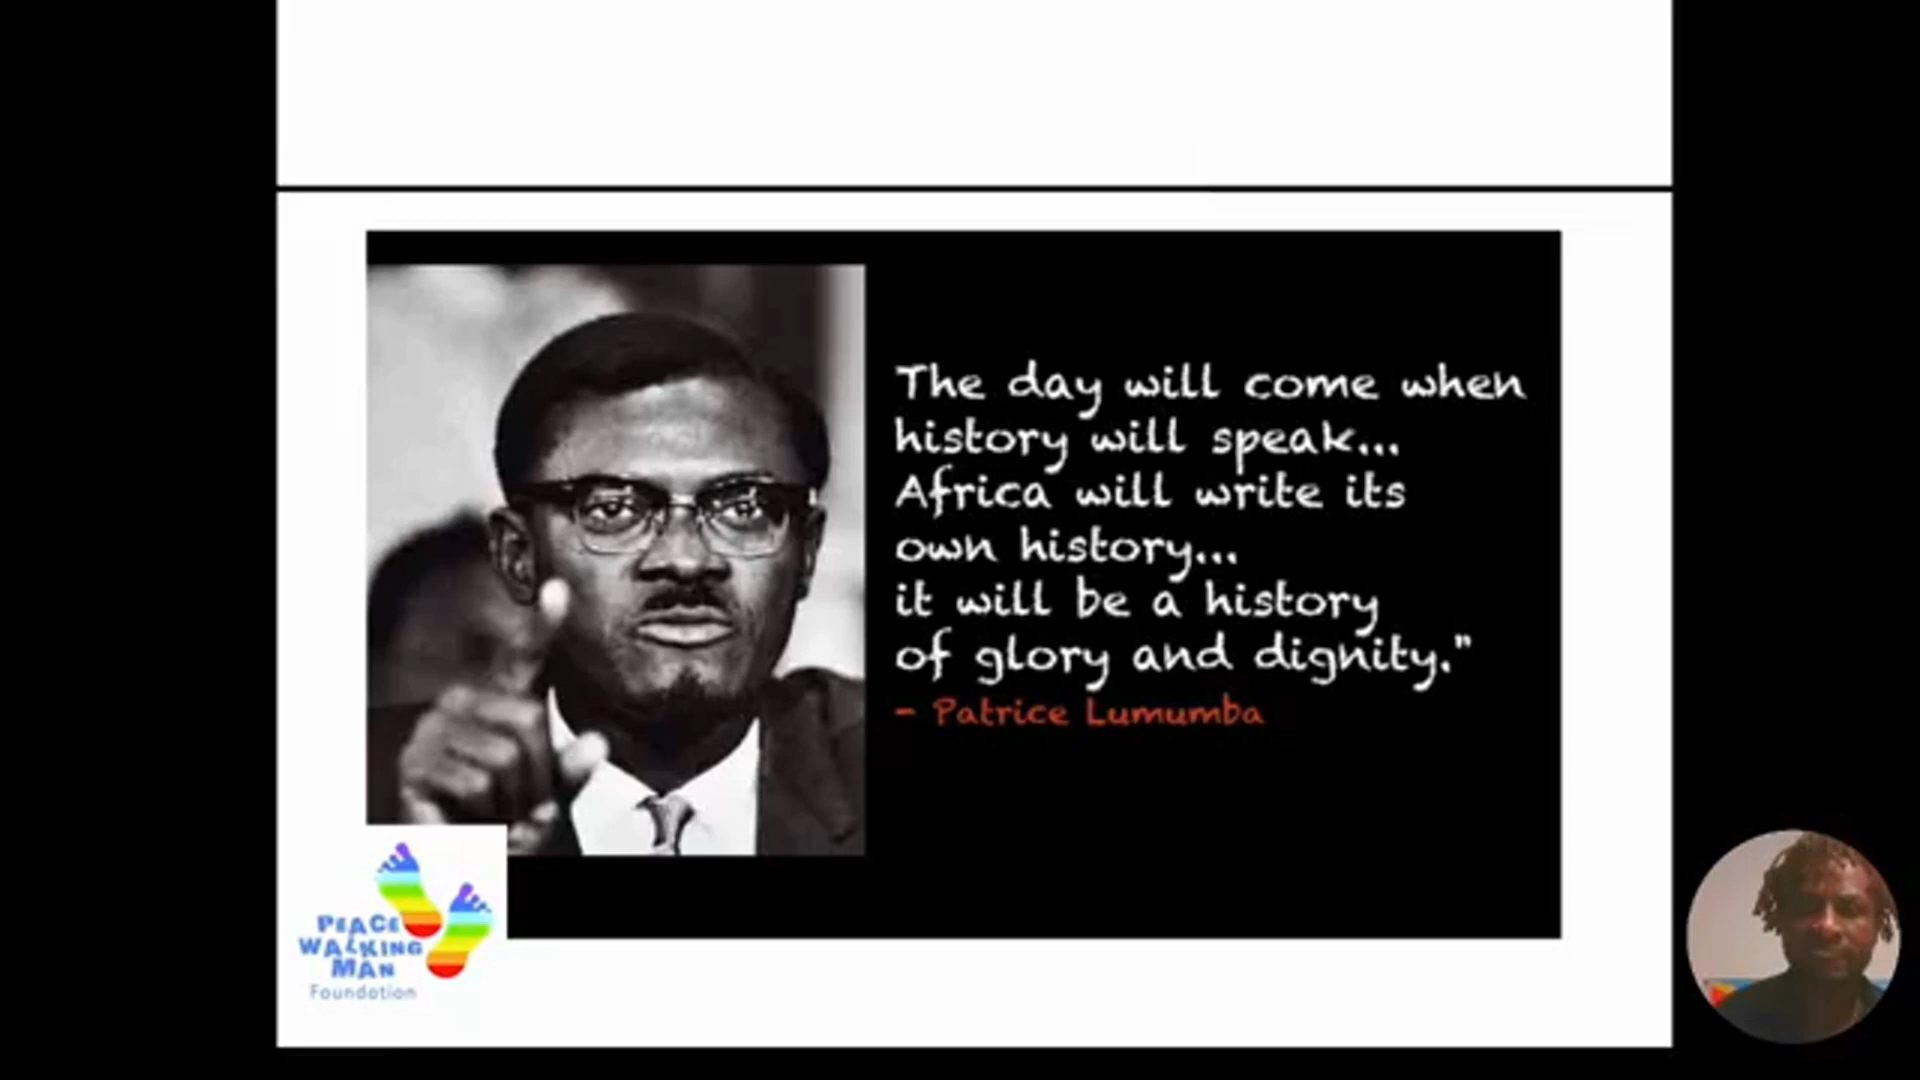 The day will come when
history will speak...
Africa will write its
own history...
it will be a history
of glory and dignity."
- Patrice Lumumba
PEACE
WALKING
MAN
Foundation